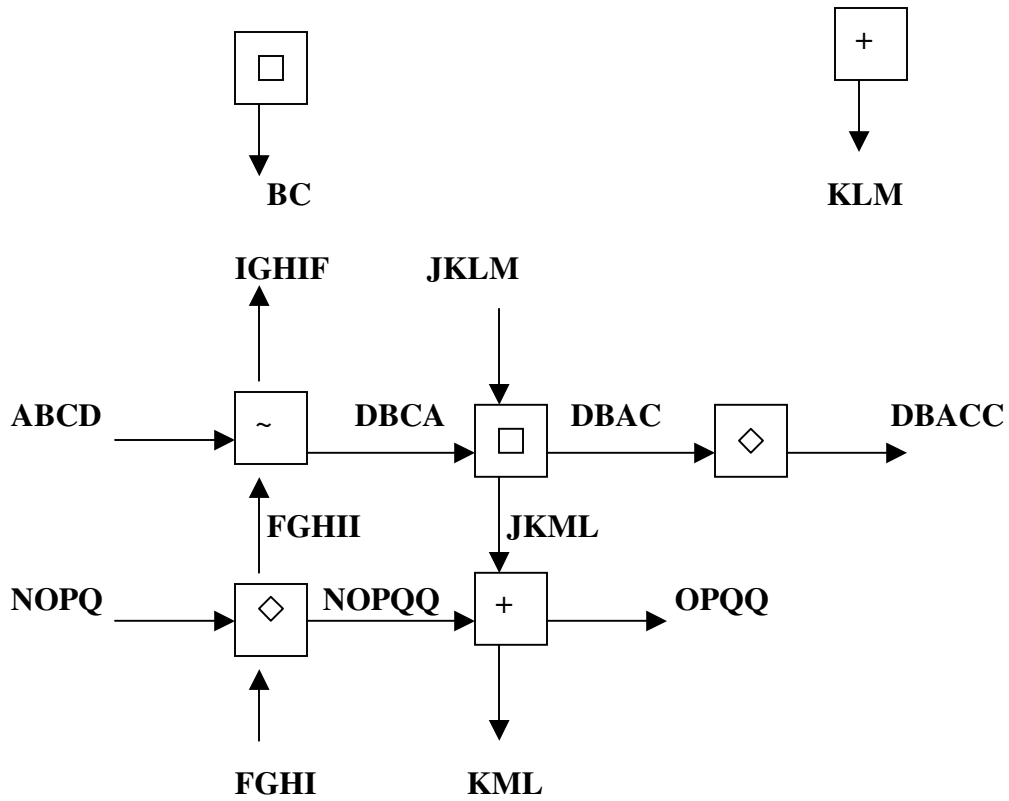 +
BC
KLM
IGHIF
JKLM
ABCD
~
DBCA
DBAC
DBACC
FGHII
JKML
NOPQ
NOPQQ
+
OPQQ
FGHI
KML